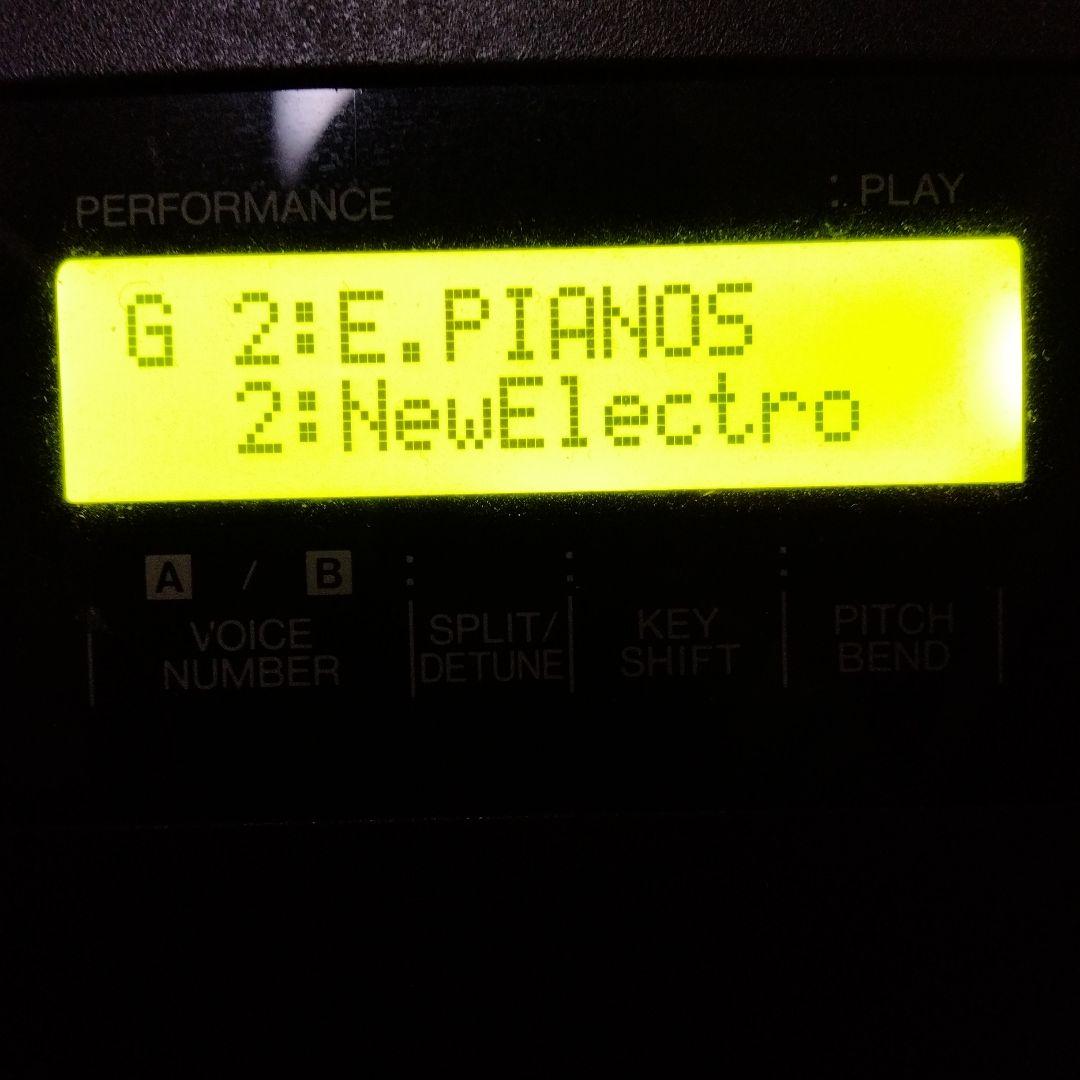 PERFORMANCE : PLAY
G 2:E.PIANOS
2:NewElectro
A / B : : :
VOICE NUMBER
SPLIT/ DETUNE
KEY SHIFT
PITCH BEND